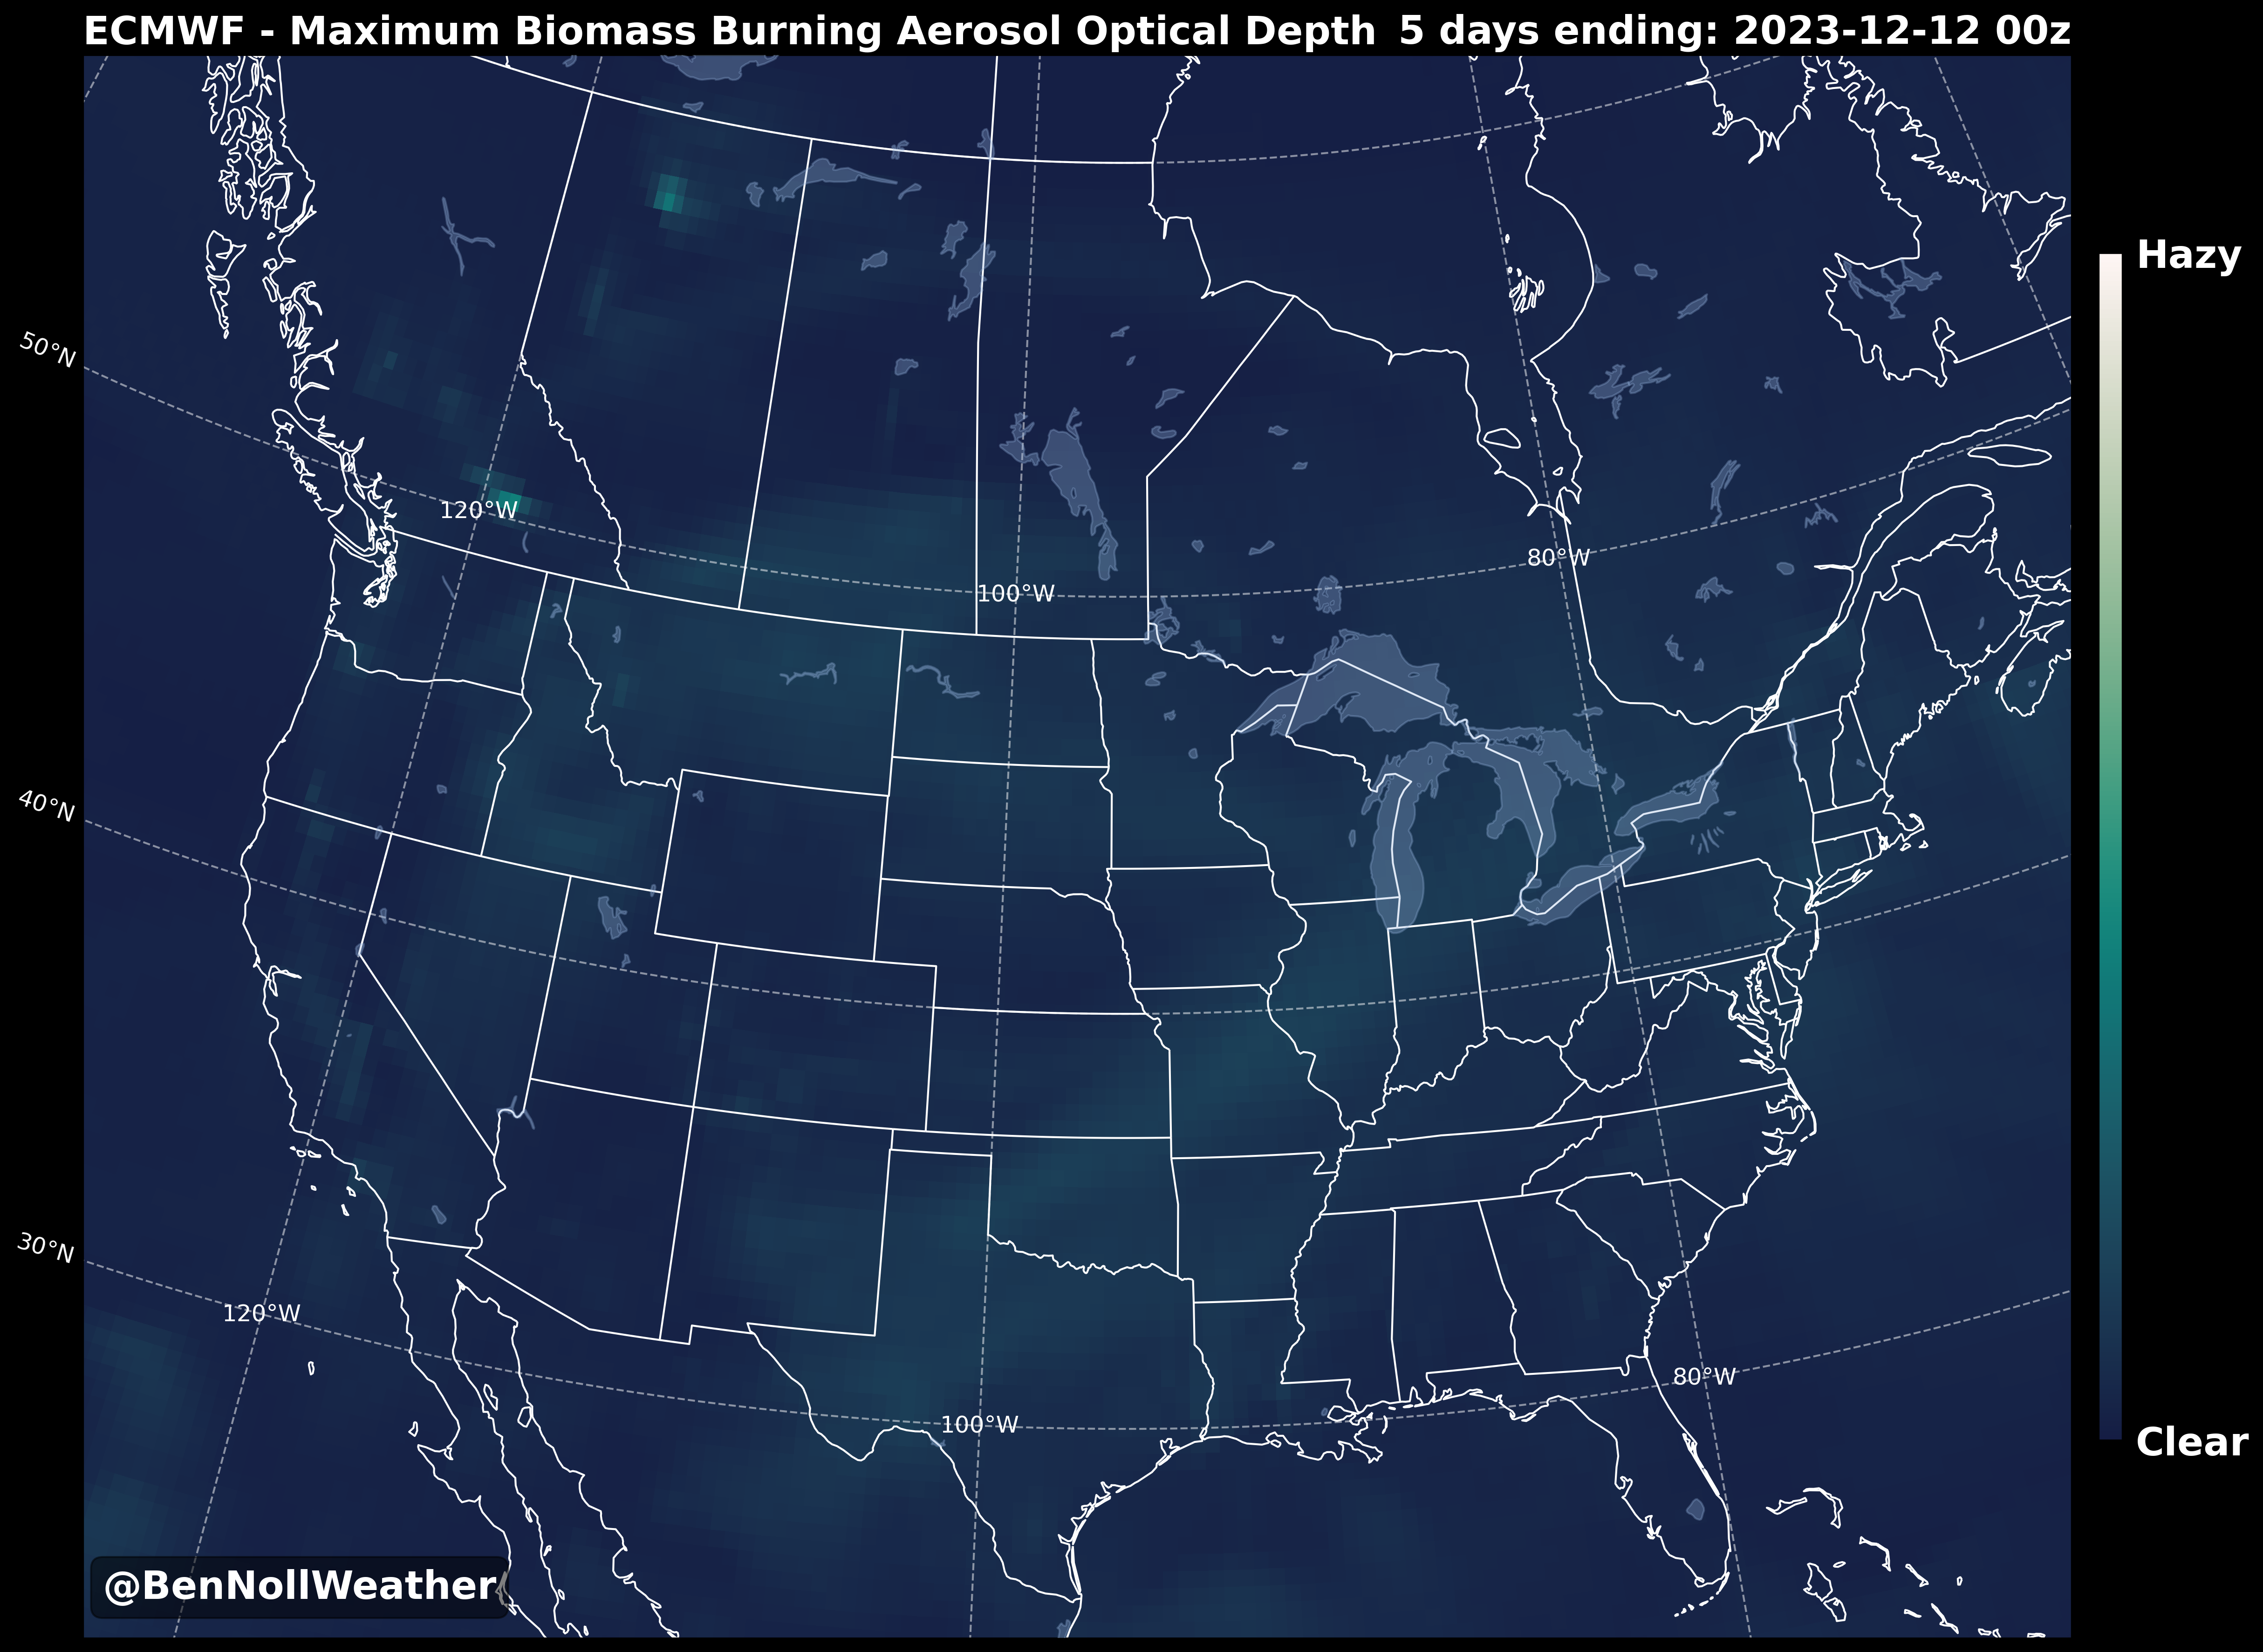 ECMWF - Maximum Biomass Burning Aerosol Optical Depth 5 days ending: 2023-12-12 00z
Hazy
50°N
120°W
80°W
100°W
40°N
30°N
120°W
80°W
100°W
Clear
@BenNollWeather